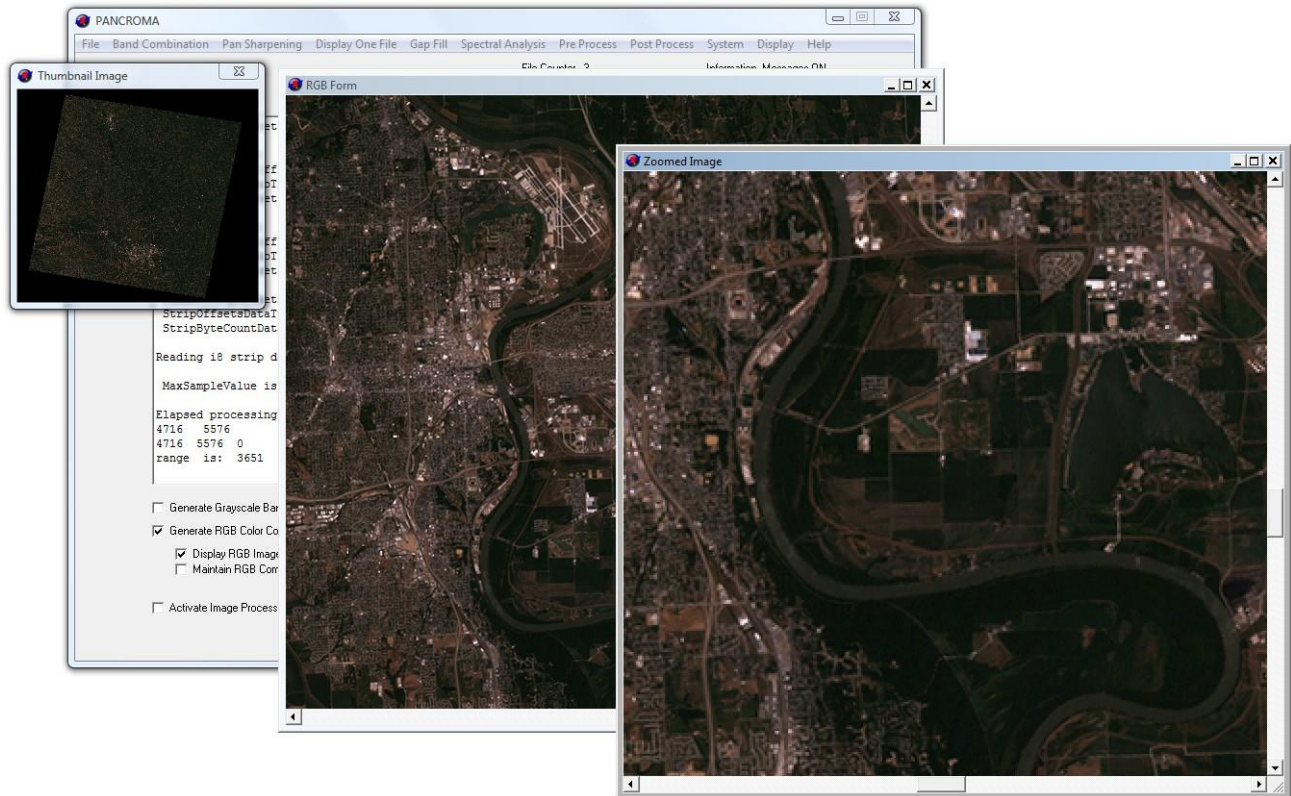 PANCROMA
File Band Combination Pan Sharpening Display One File Gap Fill Spectral Analysis Pre Process Post Process System Display Help
Thumbnail Image
RGB Form
Zoomed Image
StripOffsetsDataT
StripByteCountDat
Reading i8 strip d
MaxSampleValue is
Elapsed processing
4716 5576
4716 5576 0
range is: 3651
Generate Grayscale Bar
Generate RGB Color Co
Display RGB Image
Maintain RGB Com
Activate Image Process